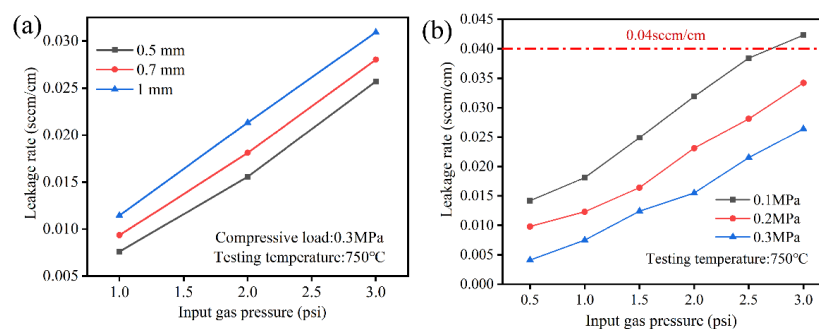 (a)
0.5 mm
0.7 mm
1 mm
0.030
0.025
0.020
0.015
0.010
0.005
Leakage rate (sccm/cm)
Compressive load:0.3MPa
Testing temperature:750℃
1.0 1.5 2.0 2.5 3.0
Input gas pressure (psi)
(b)
0.04sccm/cm
0.045
0.040
0.035
0.030
0.025
0.020
0.015
0.010
0.005
0.000
Leakage rate (sccm/cm)
0.1MPa
0.2MPa
0.3MPa
Testing temperature:750℃
0.5 1.0 1.5 2.0 2.5 3.0
Input gas pressure (psi)